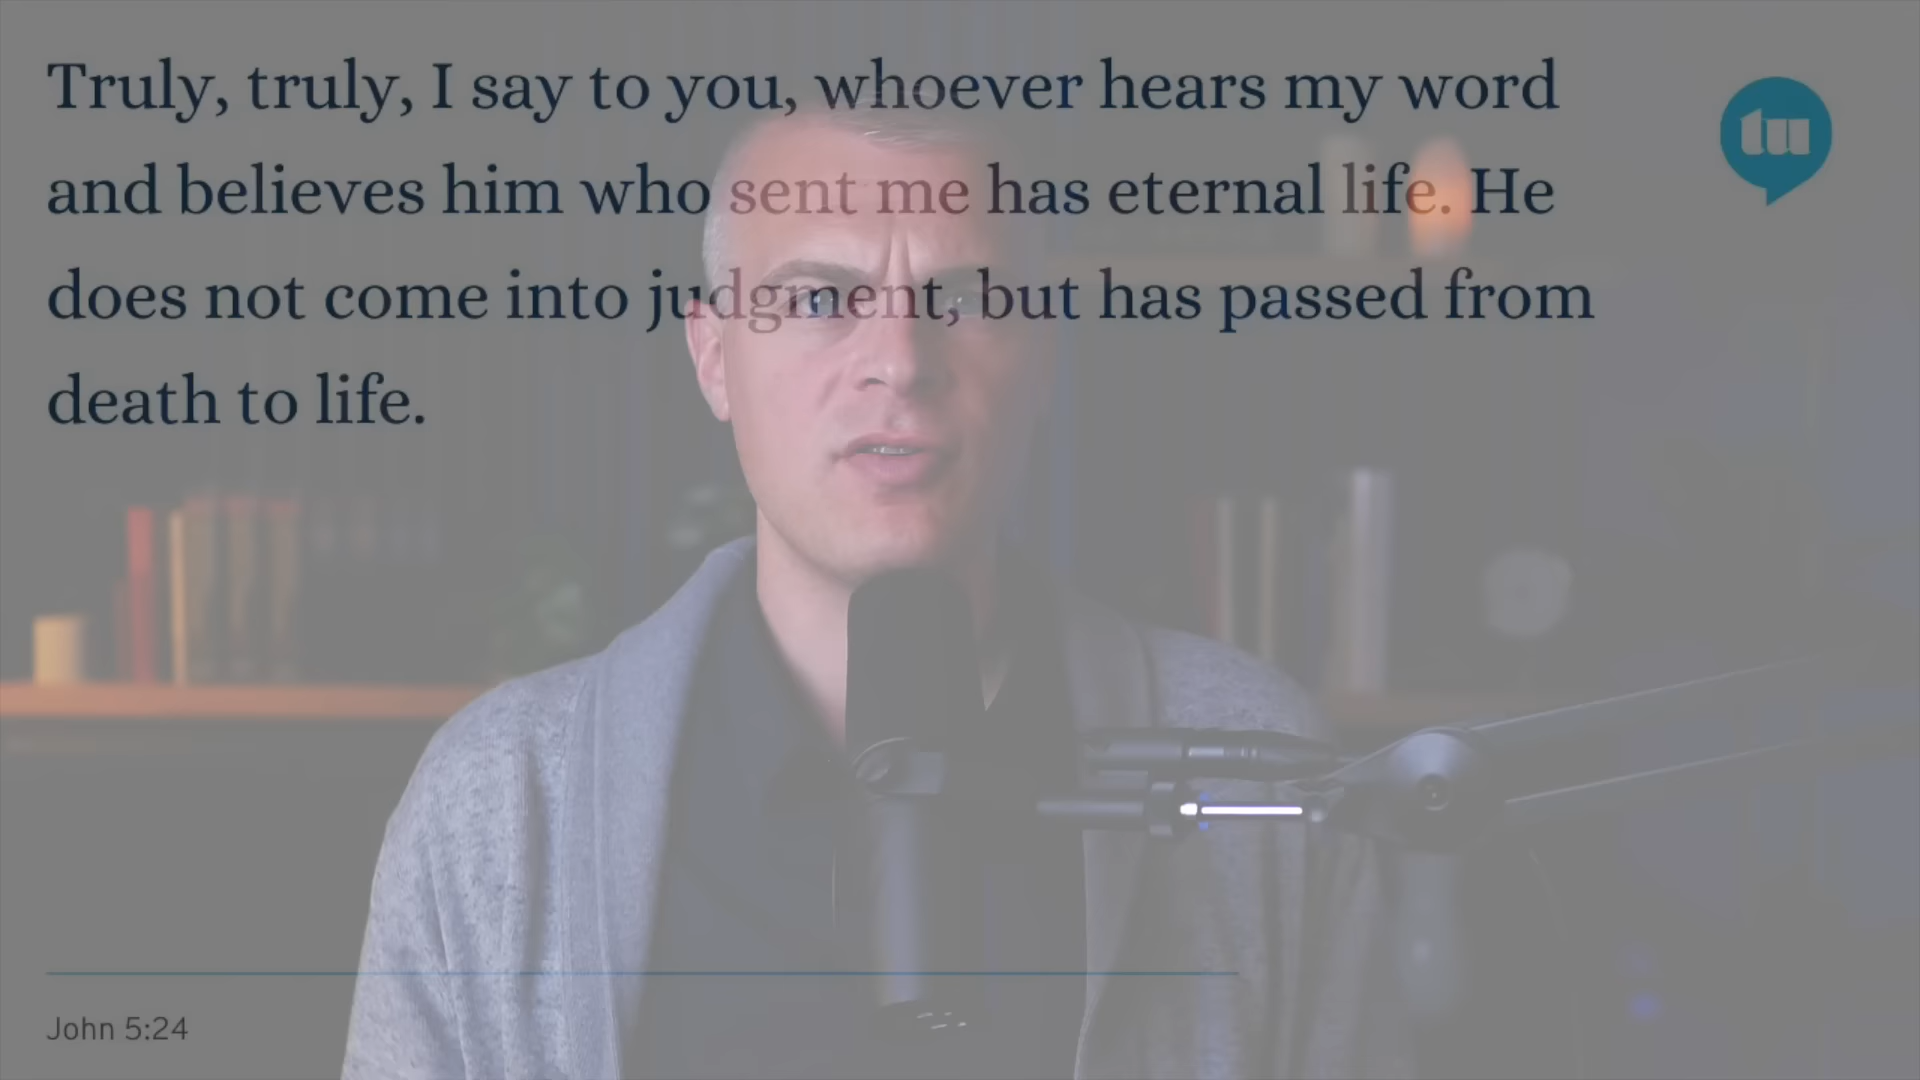 Truly, truly, I say to you, whoever hears my word
and believes him who sent me has eternal life. He
does not come into judgment, but has passed from
death to life.
tu
John 5:24